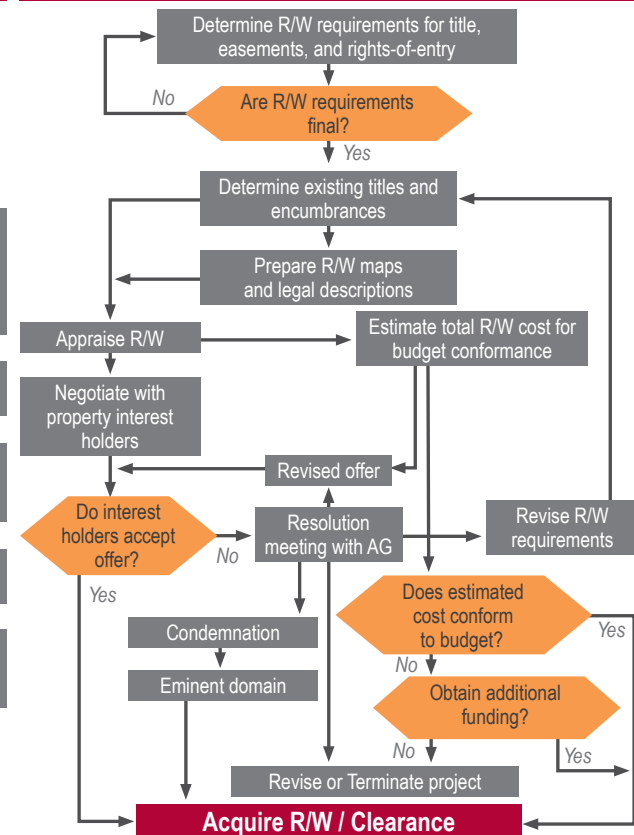 Determine R/W requirements for title,
easements, and rights-of-entry
No
Are R/W requirements
final?
Yes
Determine existing titles and
encumbrances
Prepare R/W maps
and legal descriptions
Appraise R/W
Estimate total R/W cost for
budget conformance
Negotiate with
property interest
holders
Revised offer
Do interest
holders accept
offer?
No
Resolution
meeting with AG
Revise R/W
requirements
Yes
Does estimated
cost conform
to budget?
Yes
Condemnation
No
Eminent domain
Obtain additional
funding?
No
Yes
Revise or Terminate project
Acquire R/W / Clearance